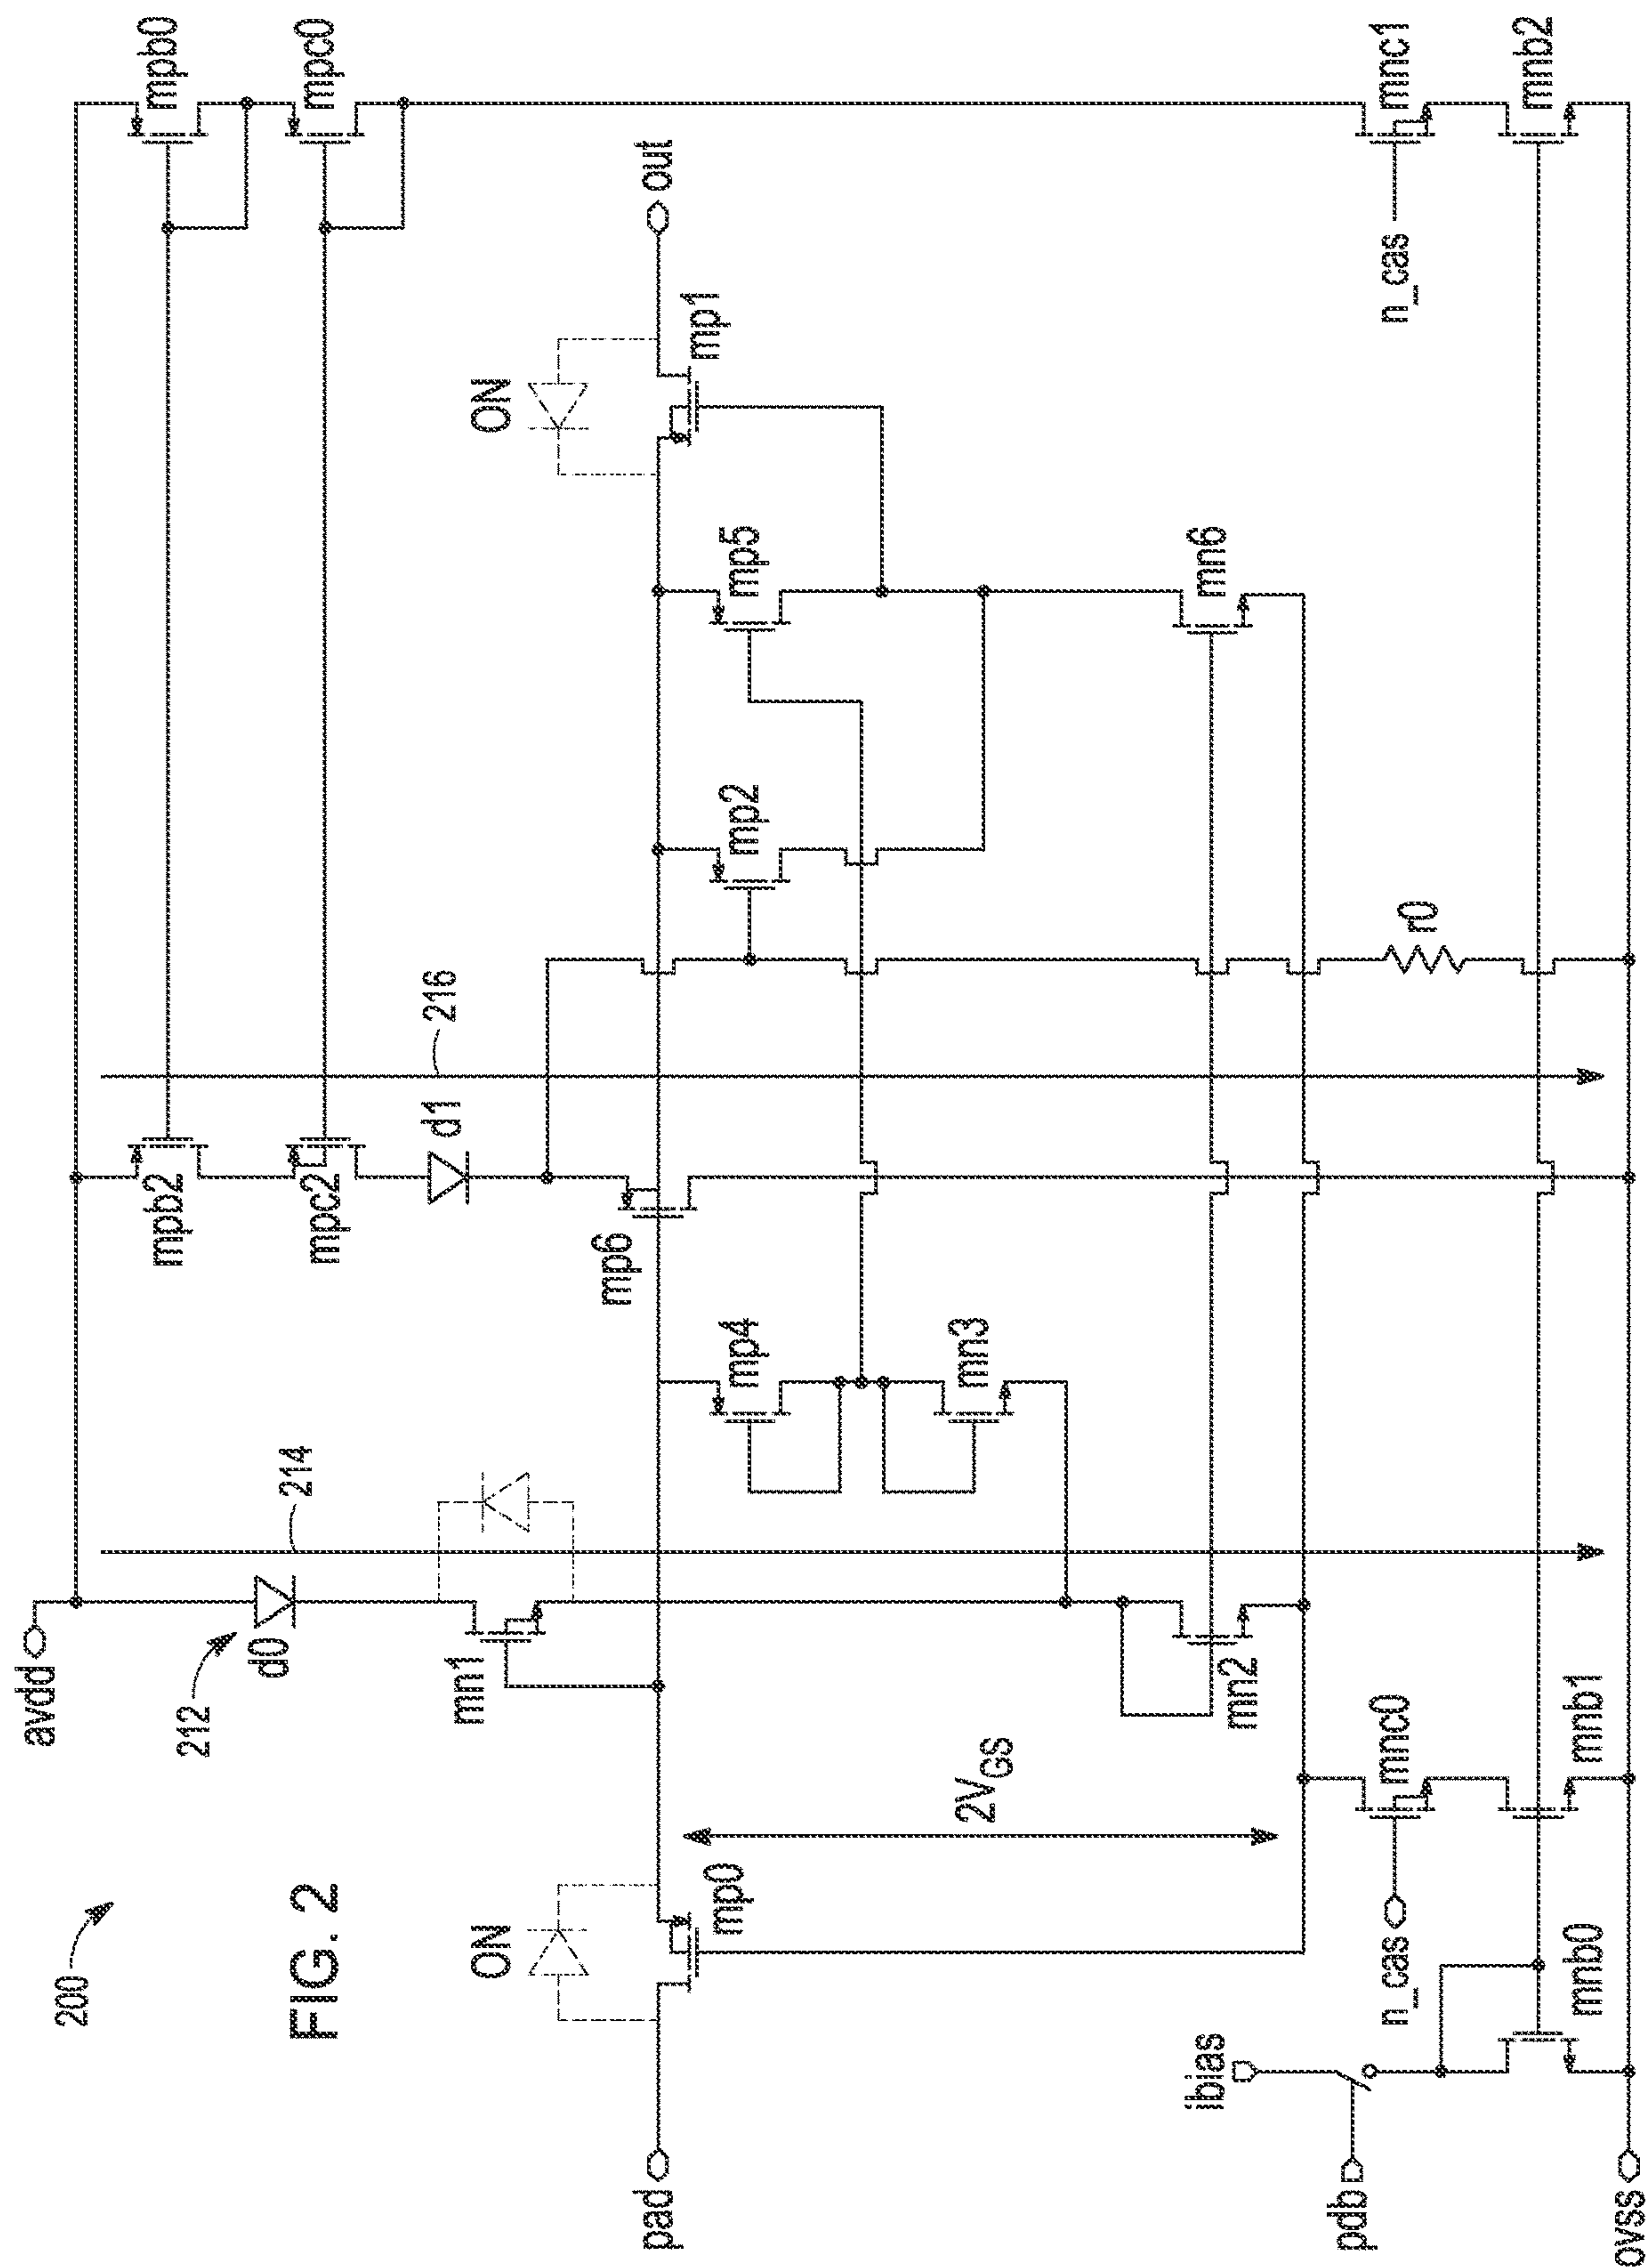 200
FIG. 2
avdd
212
d0
214
mn1
mpb2
mpc2
d1
216
mpb0
mpc0
pad
ON
mp0
2VGS
mp4
mn3
mp6
mp2
mp5
ON
mp1
out
mn2
mn6
ibias
pdb
n_cas
mnc0
mnb0
mnb1
r0
n_cas
mnc1
mnb2
ovss